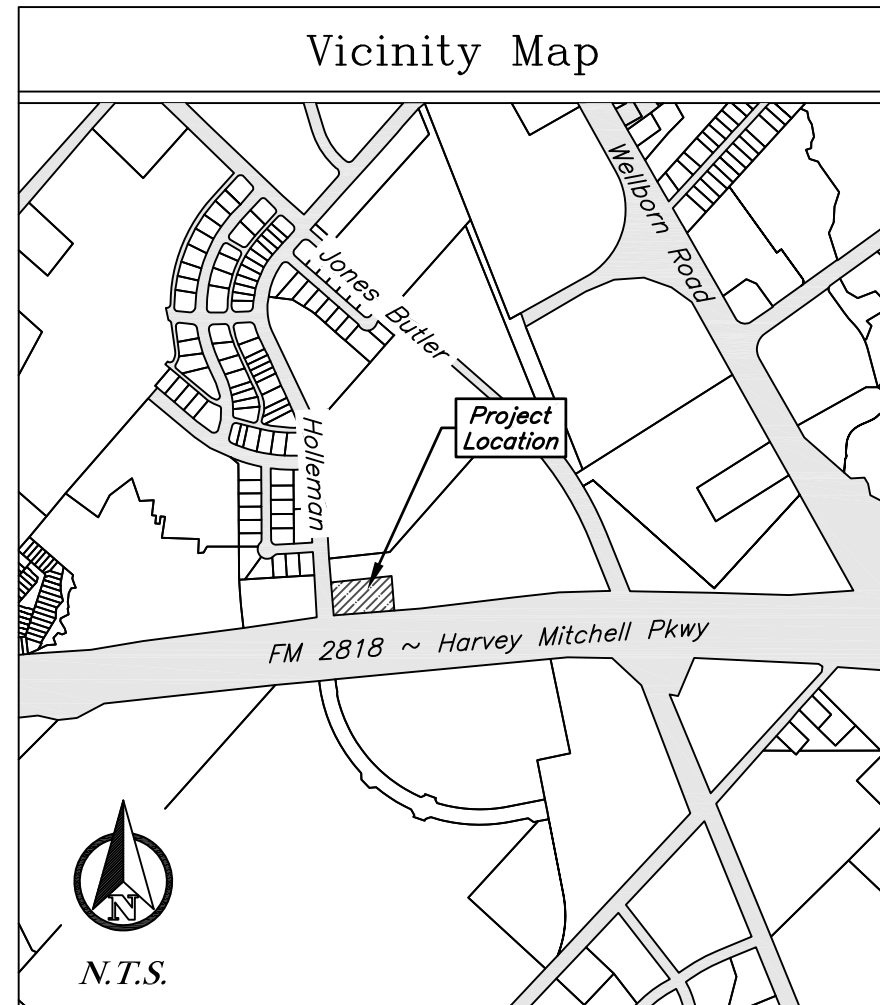 Vicinity Map
Wellborn Road
Jones Butler
Project
Location
Holleman
FM 2818 ~ Harvey Mitchell Pkwy
N
N.T.S.